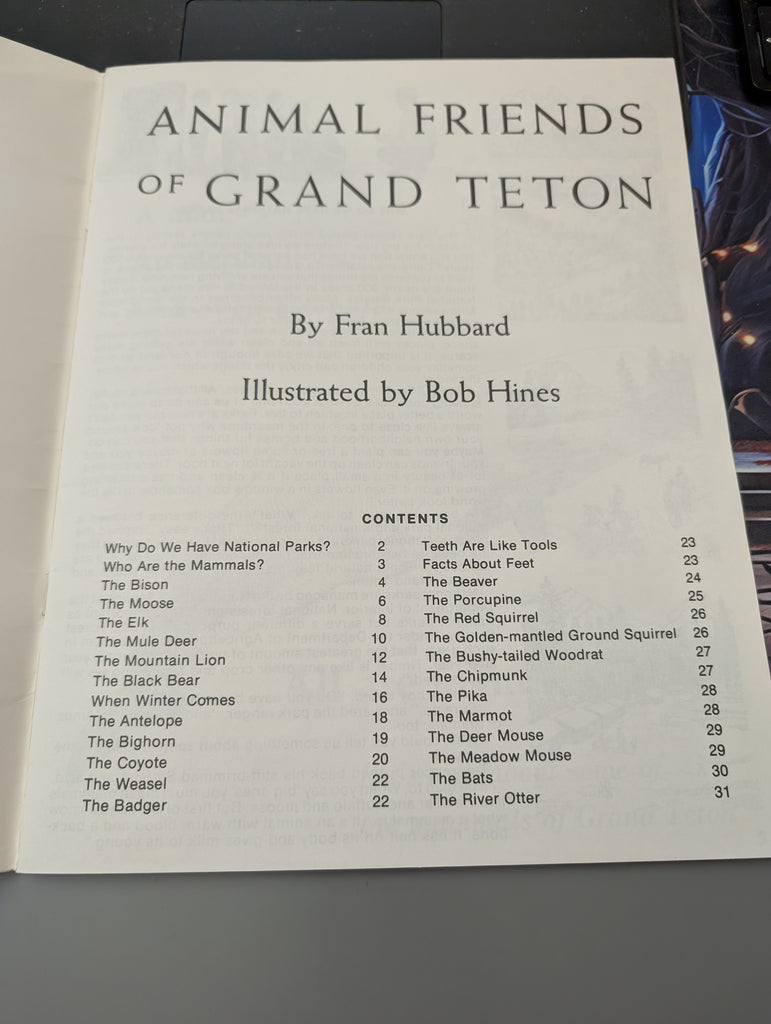 ANIMAL FRIENDS
OF GRAND TETON
By Fran Hubbard
Illustrated by Bob Hines
CONTENTS
Why Do We Have National Parks? 2
Who Are the Mammals? 3
The Bison 4
The Moose 6
The Elk 8
The Mule Deer 10
The Mountain Lion 12
The Black Bear 14
When Winter Comes 16
The Antelope 18
The Bighorn 19
The Coyote 20
The Weasel 22
The Badger 22
Teeth Are Like Tools 23
Facts About Feet 23
The Beaver 24
The Porcupine 25
The Red Squirrel 26
The Golden-mantled Ground Squirrel 26
The Bushy-tailed Woodrat 27
The Chipmunk 27
The Pika 28
The Marmot 28
The Deer Mouse 29
The Meadow Mouse 29
The Bats 30
The River Otter 31